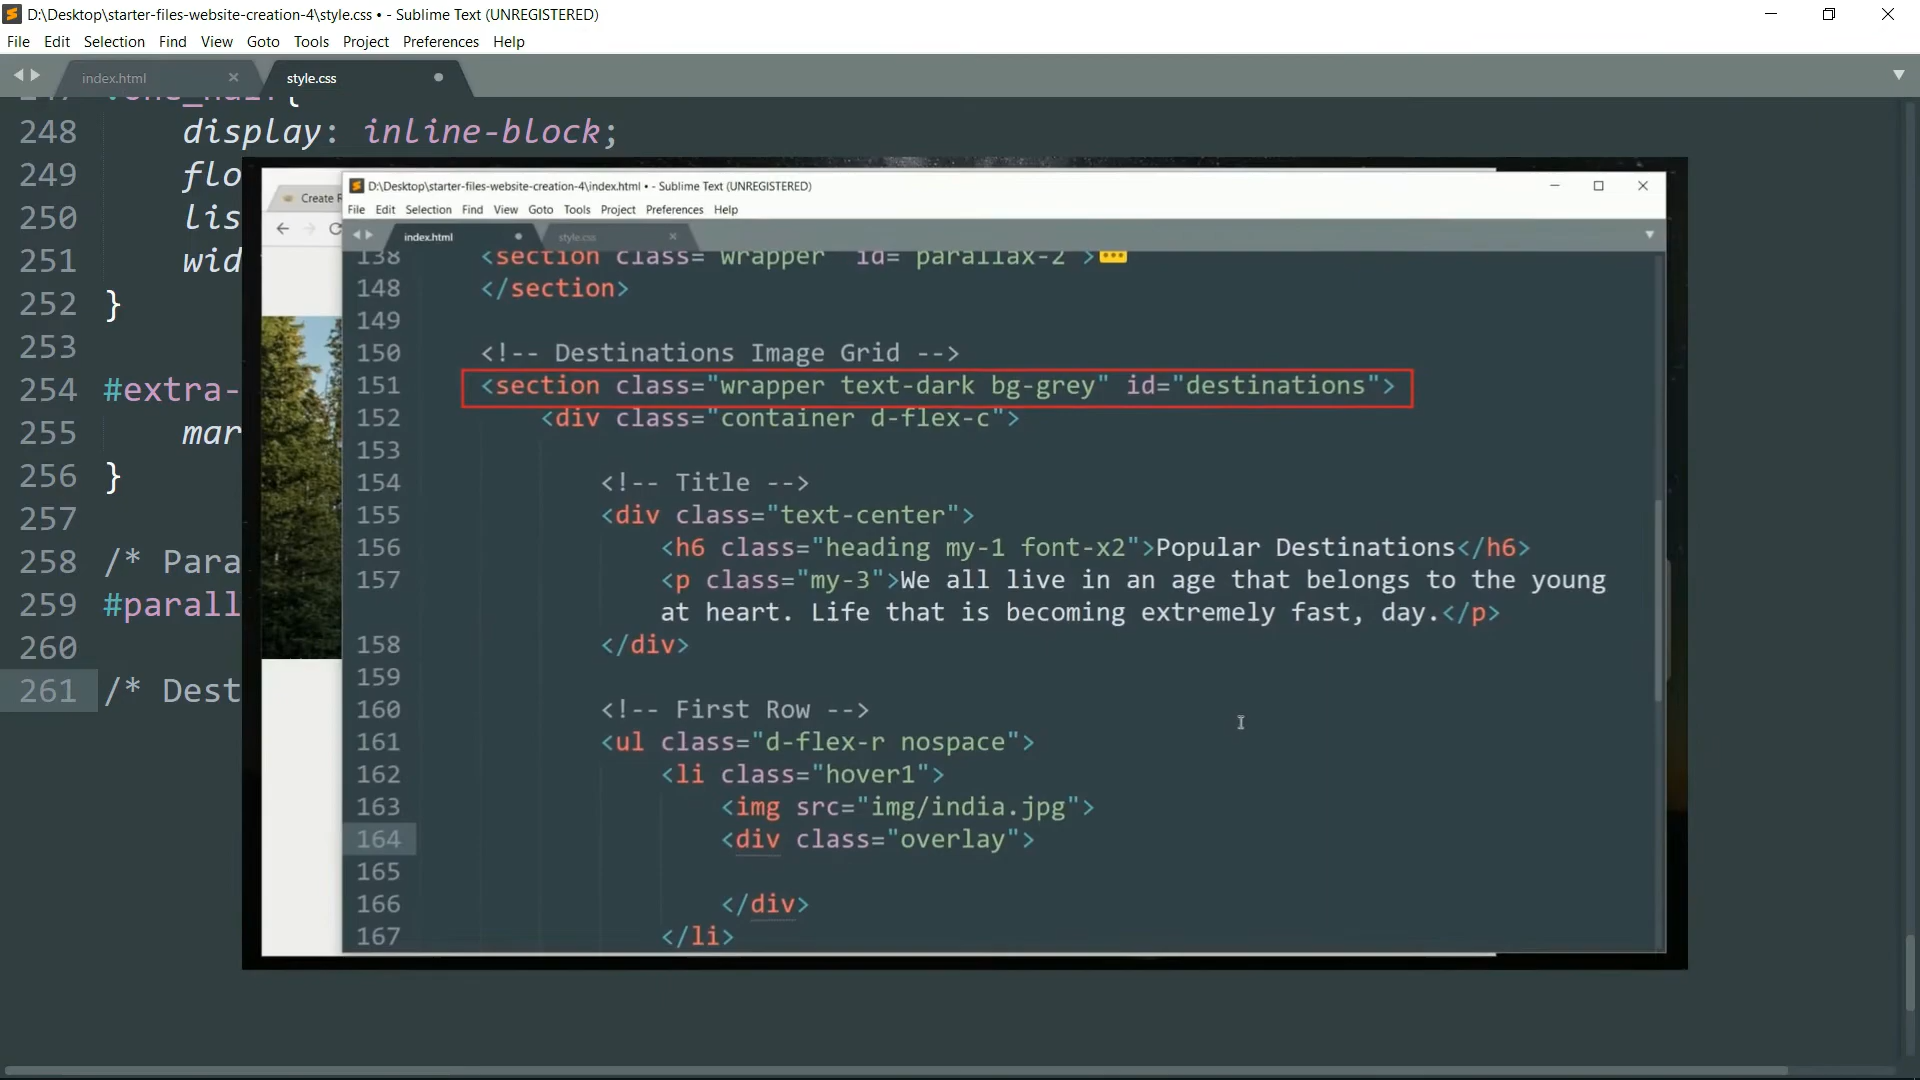 D:\Desktop\starter-files-website-creation-4\style.css • - Sublime Text (UNREGISTERED)
File Edit Selection Find View Goto Tools Project Preferences Help
index.html style.css
248 display: inline-block;
249 flo
250 lis
251 wid
252 }
253
254 #extra-
255 mar
256 }
257
258 /* Para
259 #parall
260
261 /* Dest
Create R
D:\Desktop\starter-files-website-creation-4\index.html • - Sublime Text (UNREGISTERED)
File Edit Selection Find View Goto Tools Project Preferences Help
index.html style.css
138 <section class="wrapper" id="parallax-2">
148 </section>
149
150 <!-- Destinations Image Grid -->
151 <section class="wrapper text-dark bg-grey" id="destinations">
152 <div class="container d-flex-c">
153
154 <!-- Title -->
155 <div class="text-center">
156 <h6 class="heading my-1 font-x2">Popular Destinations</h6>
157 <p class="my-3">We all live in an age that belongs to the young
at heart. Life that is becoming extremely fast, day.</p>
158 </div>
159
160 <!-- First Row -->
161 <ul class="d-flex-r nospace">
162 <li class="hover1">
163 <img src="img/india.jpg">
164 <div class="overlay">
165
166 </div>
167 </li>